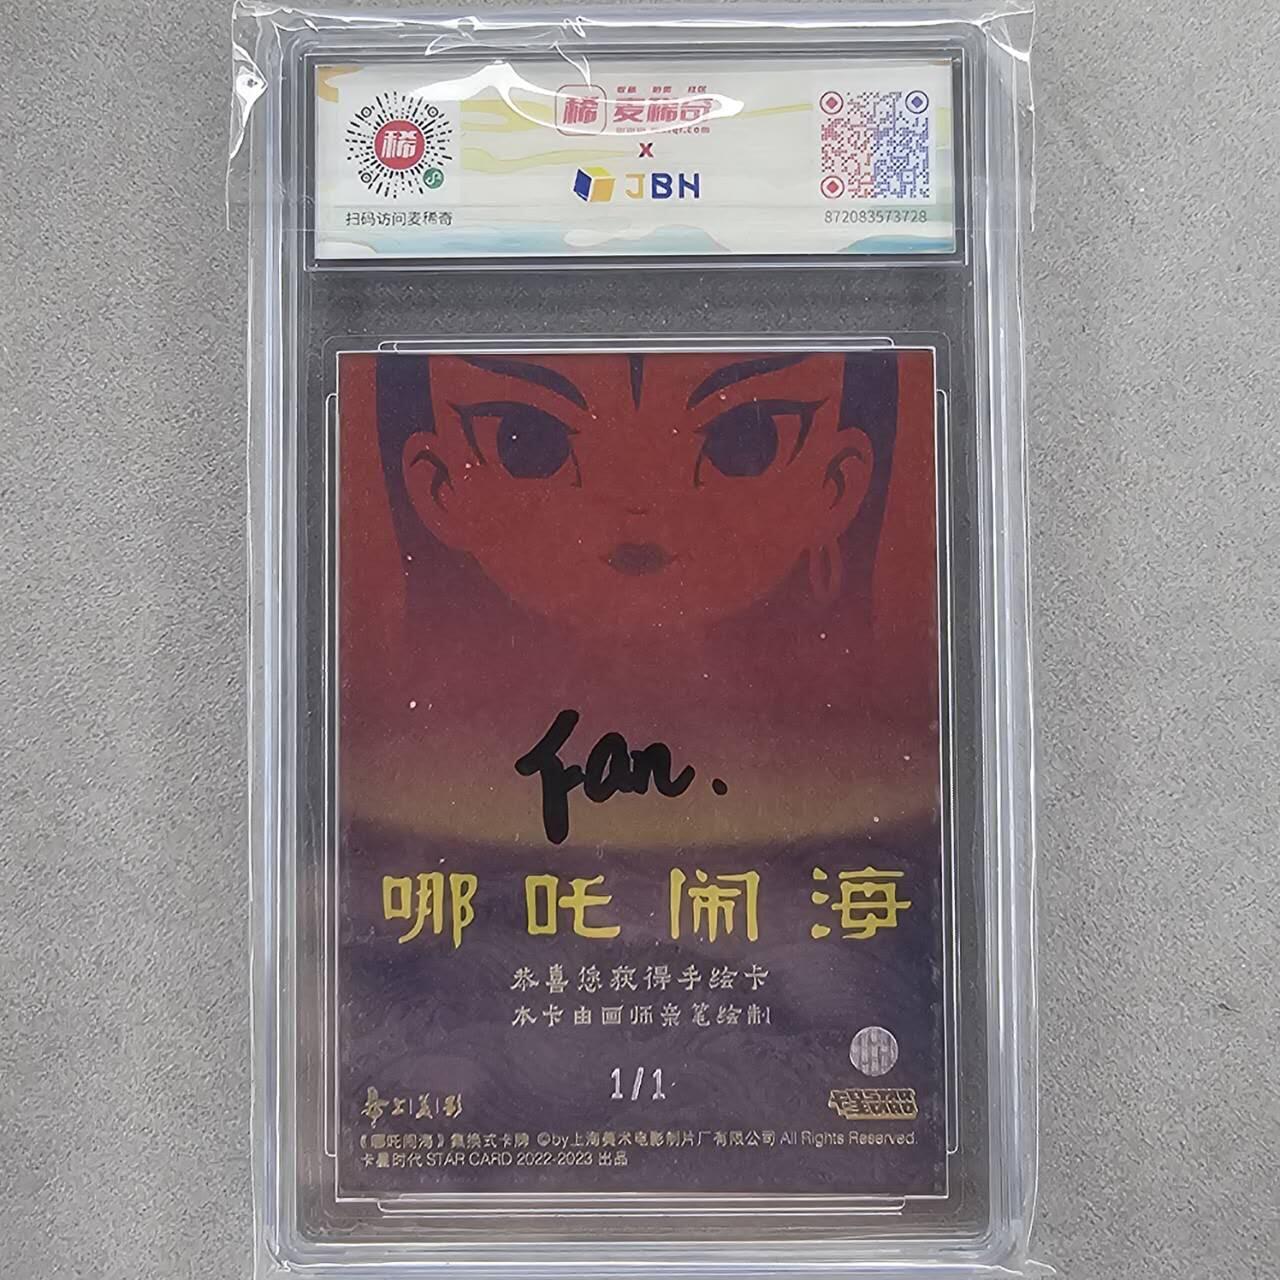 稀
扫码访问麦稀奇
稀 麦稀奇
X
JBH
872083573728
fan.
哪吒闹海
恭喜您获得手绘卡
本卡由画师亲笔绘制
1/1
《哪吒闹海》集换式卡牌 ©by上海美术电影制片厂有限公司 All Rights Reserved.
卡星时代 STAR CARD 2022-2023 出品